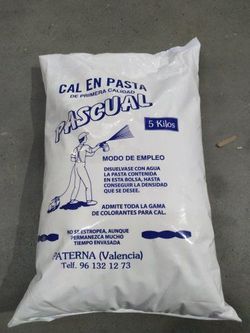 CAL EN PASTA
DE PRIMERA CALIDAD
PASCUAL
5 Kilos
MODO DE EMPLEO
DISUELVASE CON AGUA
LA PASTA CONTENIDA
EN ESTA BOLSA, HASTA
CONSEGUIR LA DENSIDAD
QUE SE DESEE.
ADMITE TODA LA GAMA
DE COLORANTES PARA CAL.
NO SE ESTROPEA, AUNQUE
PERMANEZCA MUCHO
TIEMPO ENVASADA
PATERNA (Valencia)
Telf. 96 132 12 73